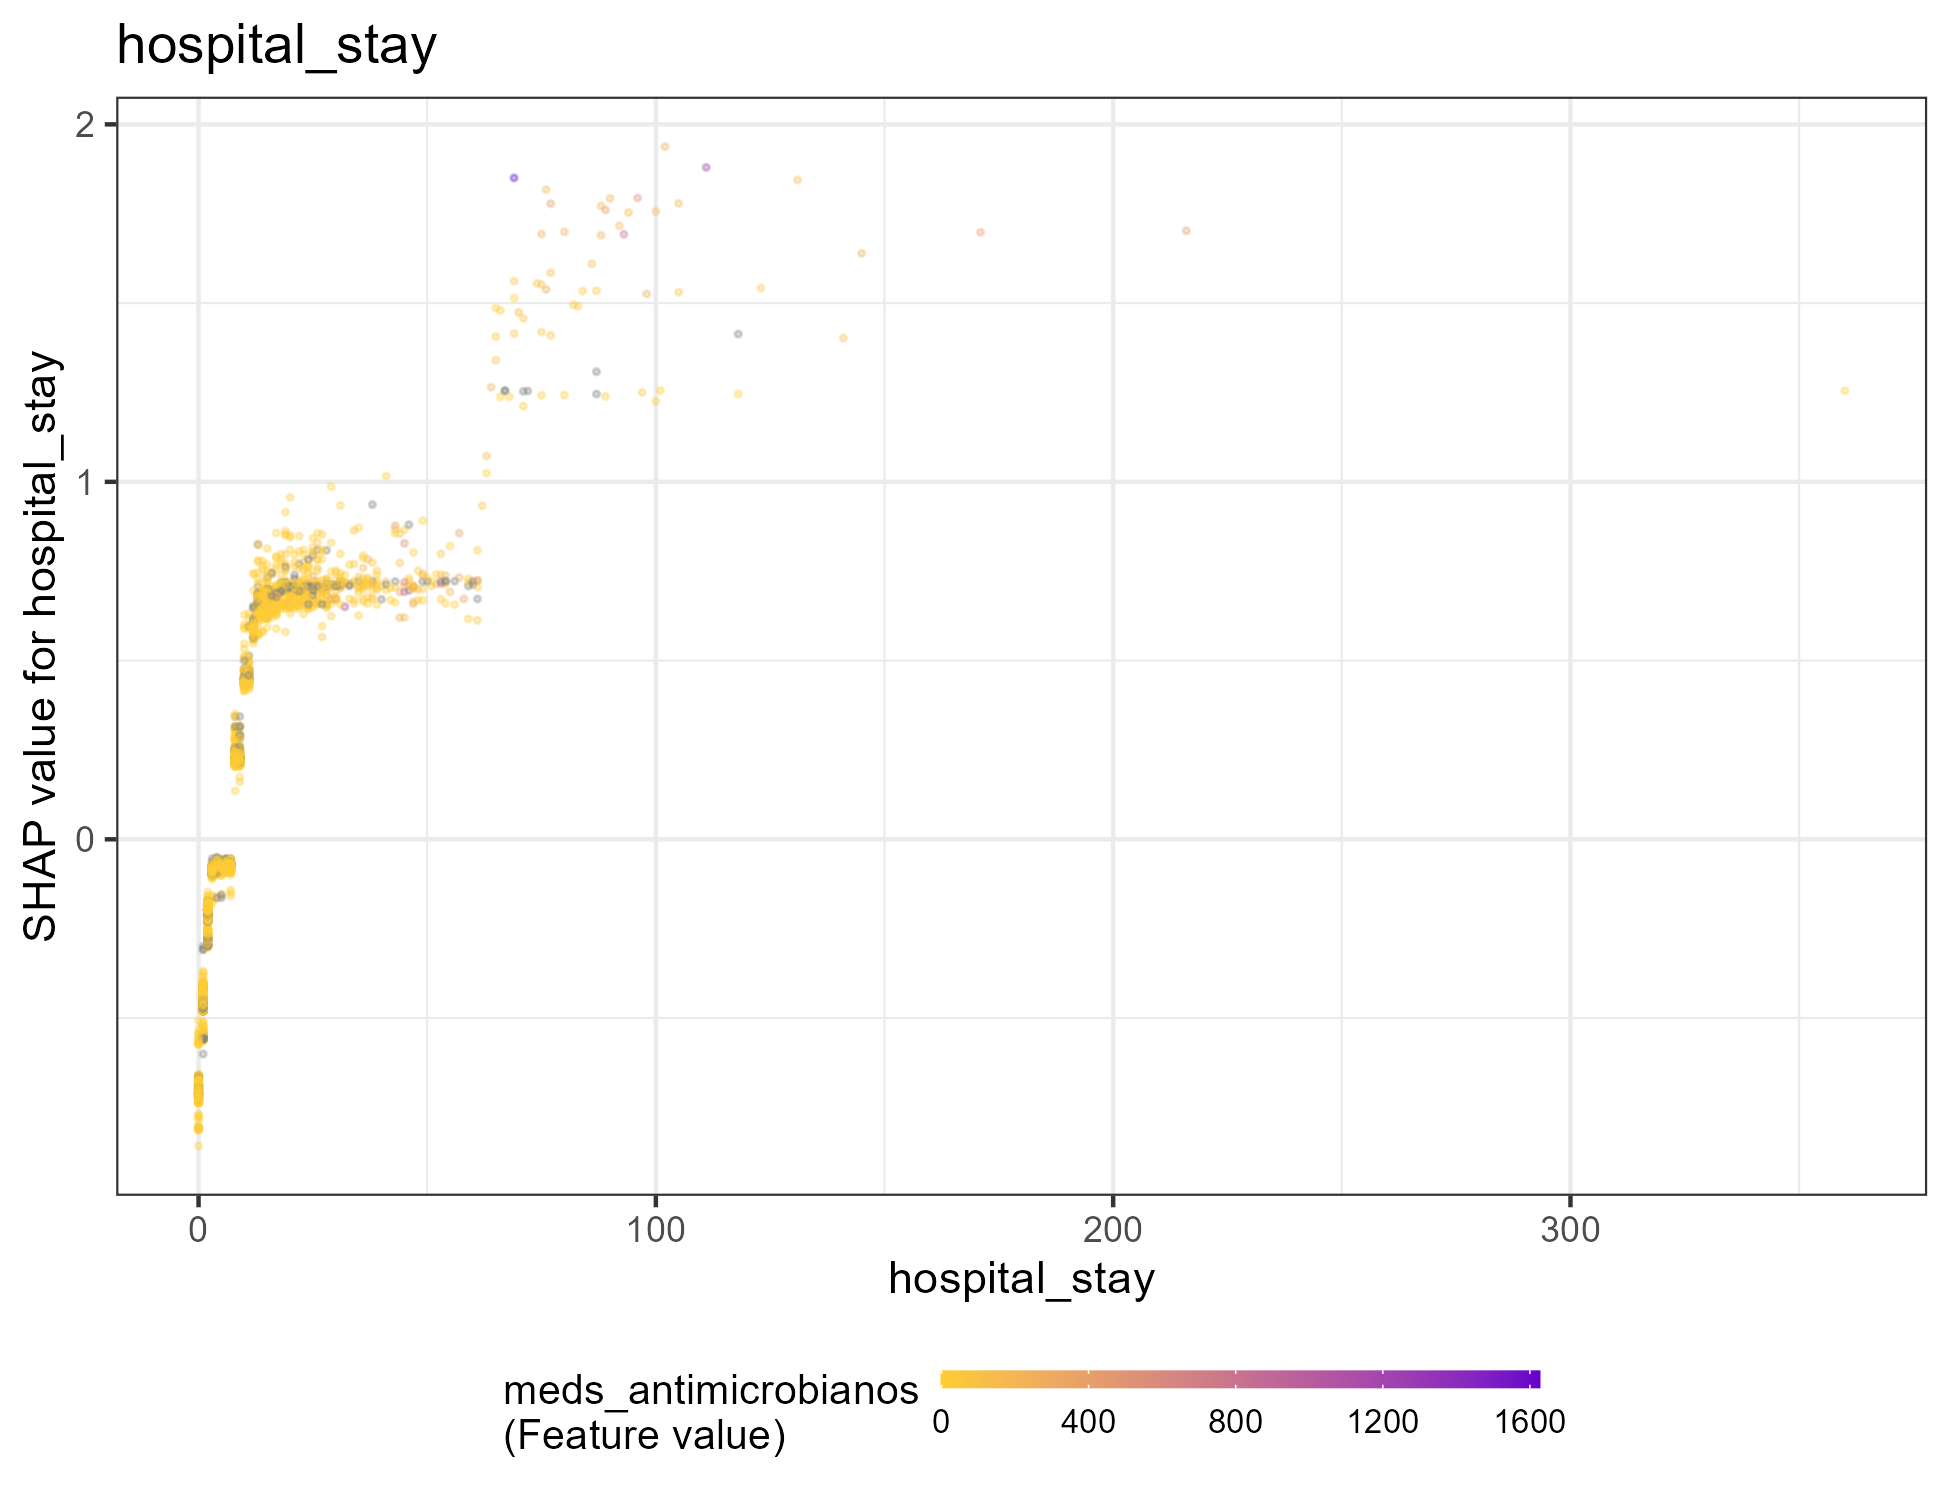 hospital_stay
2
1
0
SHAP value for hospital_stay
0 100 200 300
hospital_stay
meds_antimicrobianos
(Feature value)
0 400 800 1200 1600